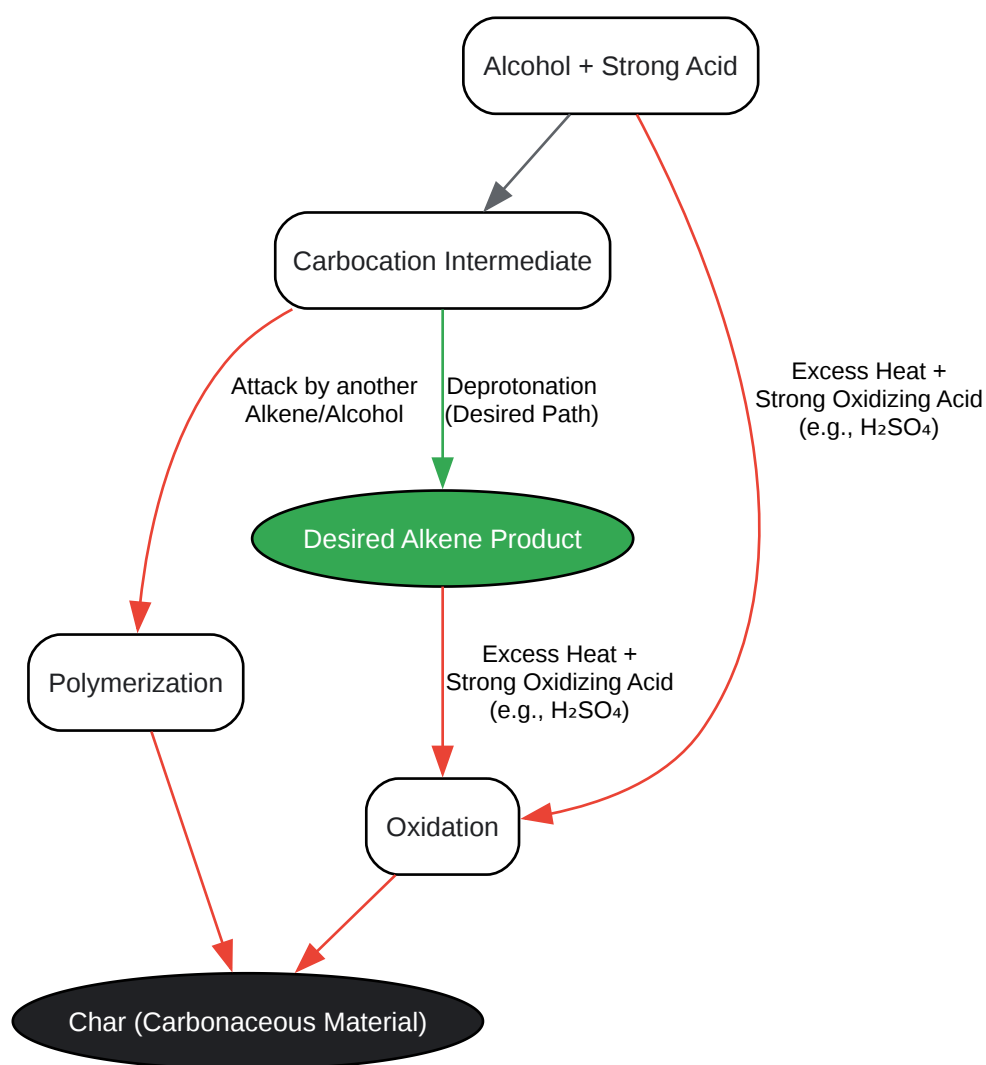 Alcohol + Strong Acid
Carbocation Intermediate
Attack by another
Alkene/Alcohol
Deprotonation
(Desired Path)
Excess Heat +
Strong Oxidizing Acid
(e.g., H₂SO₄)
Desired Alkene Product
Polymerization
Excess Heat +
Strong Oxidizing Acid
(e.g., H₂SO₄)
Oxidation
Char (Carbonaceous Material)